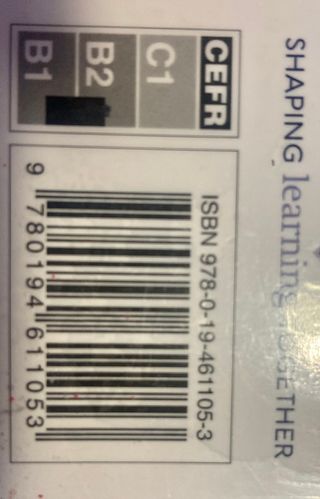 SHAPING learning TOGETHER
CEFR
C1
B2
B1
ISBN 978-0-19-461105-3
9 780194 611053